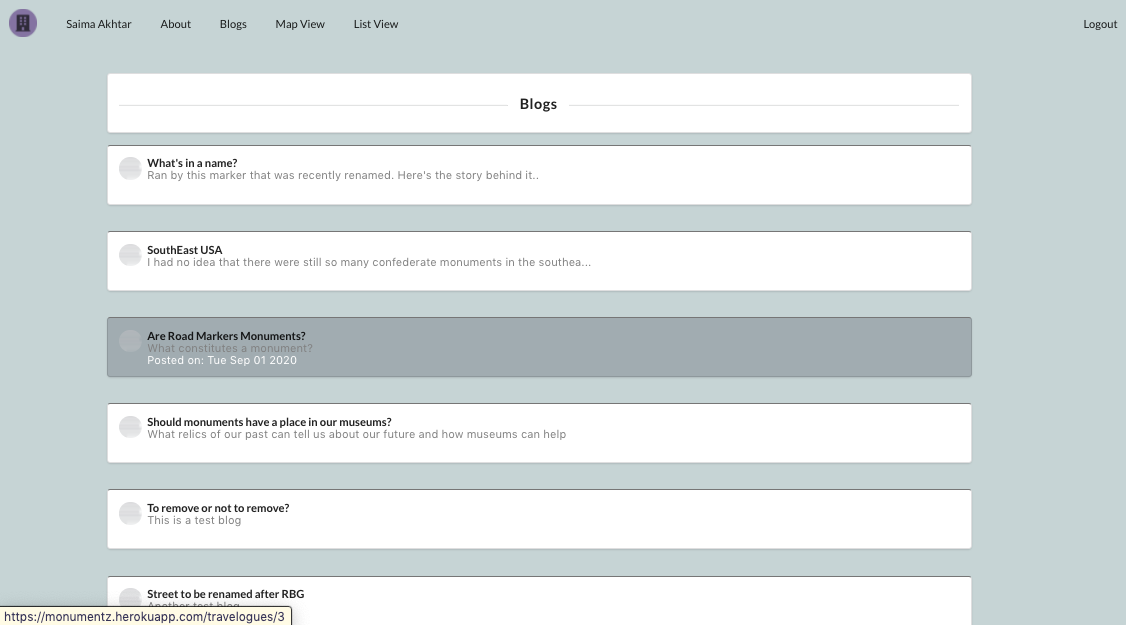 Saima Akhtar About Blogs Map View List View Logout
Blogs
What's in a name?
Ran by this marker that was recently renamed. Here's the story behind it..
SouthEast USA
I had no idea that there were still so many confederate monuments in the southea...
Are Road Markers Monuments?
What constitutes a monument?
Posted on: Tue Sep 01 2020
Should monuments have a place in our museums?
What relics of our past can tell us about our future and how museums can help
To remove or not to remove?
This is a test blog
Street to be renamed after RBG
Another test blog
https://monumentz.herokuapp.com/travelogues/3